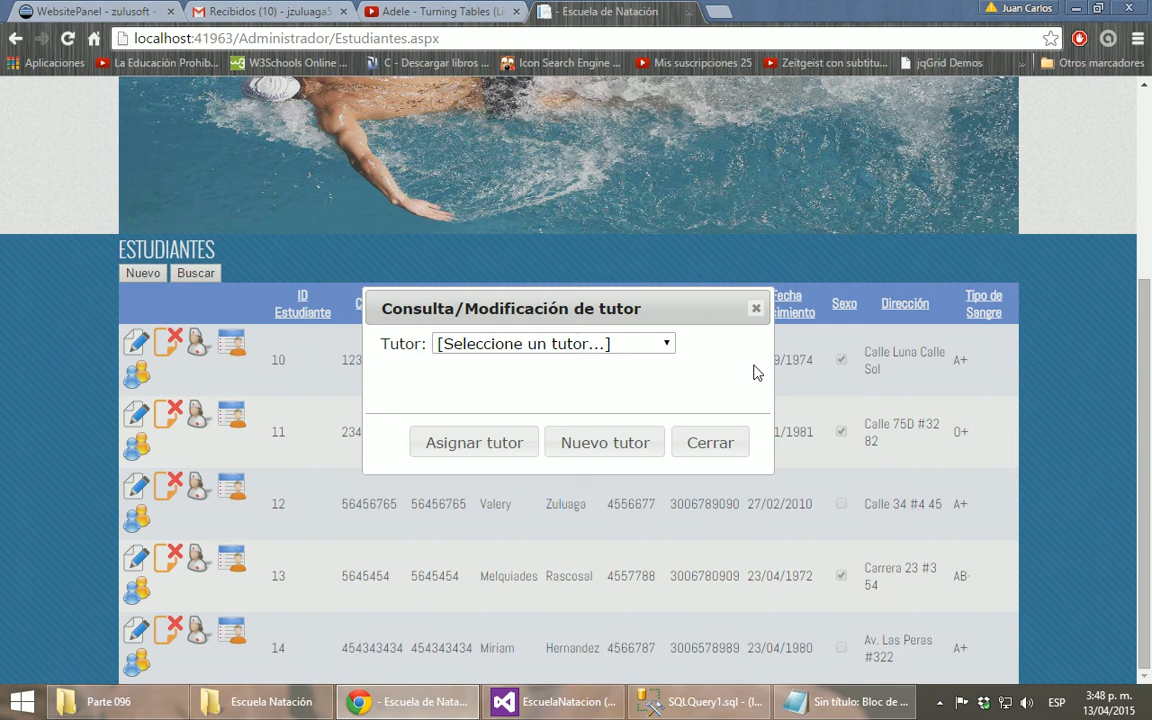 WebsitePanel - zulusoft -
Recibidos (10) - jzuluaga5
Adele - Turning Tables (Li
- Escuela de Natación
Juan Carlos
localhost:41963/Administrador/Estudiantes.aspx
Aplicaciones
La Educación Prohib...
W3Schools Online ...
C - Descargar libros ...
Icon Search Engine ...
Mis suscripciones 25
Zeitgeist con subtitu...
jqGrid Demos
»
Otros marcadores
ESTUDIANTES
Nuevo Buscar
ID Estudiante C Fecha Sexo Dirección Tipo de Sangre
Consulta/Modificación de tutor
Tutor: [Seleccione un tutor...]
Asignar tutor Nuevo tutor Cerrar
10 123 9/1974 Calle Luna Calle Sol A+
11 234 1/1981 Calle 75D #32 82 O+
12 56456765 56456765 Valery Zuluaga 4556677 3006789090 27/02/2010 Calle 34 #4 45 A+
13 5645454 5645454 Melquiades Rascosal 4557788 3006780909 23/04/1972 Carrera 23 #3 54 AB-
14 454343434 454343434 Miriam Hernandez 4566787 3006578989 23/04/1980 Av. Las Peras #322 A+
Parte 096
Escuela Natación
- Escuela de Nata...
EscuelaNatacion (...
SQLQuery1.sql - (l...
Sin título: Bloc de ...
ESP
3:48 p. m.
13/04/2015